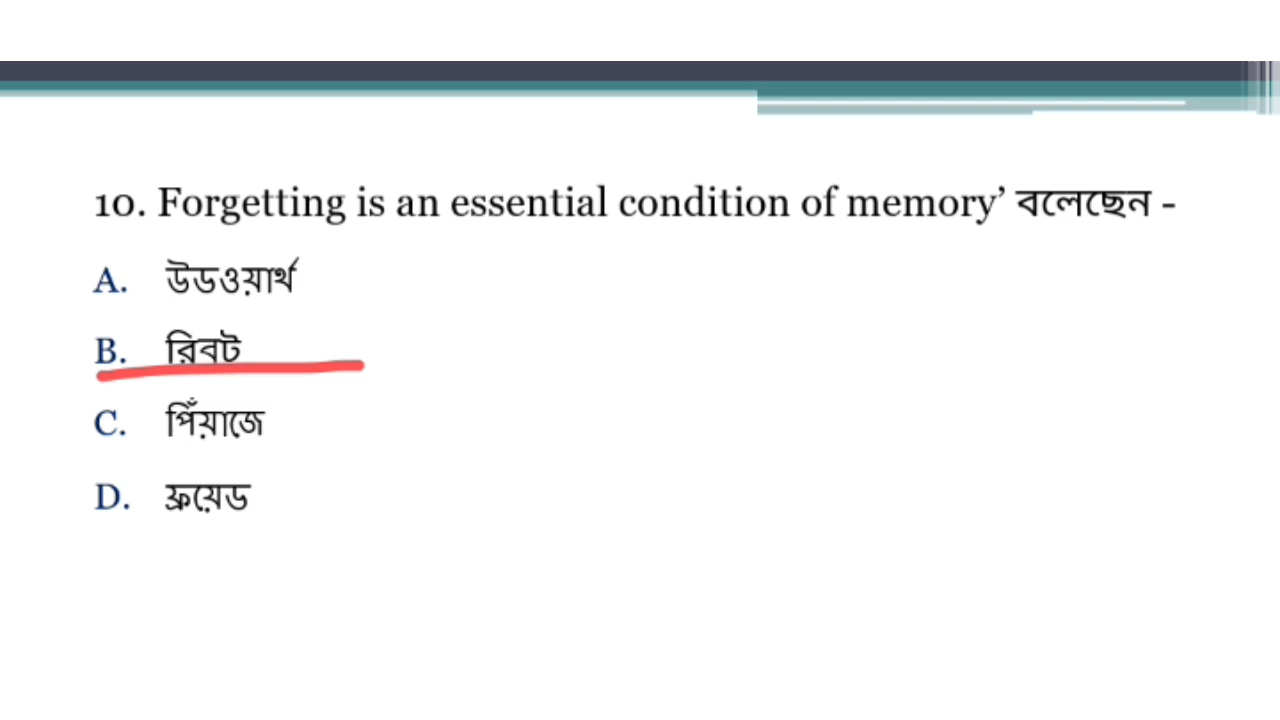 10. Forgetting is an essential condition of memory’ বলেছেন -
A. উডওয়ার্থ
B. রিবট
C. পিঁয়াজে
D. ফ্রয়েড